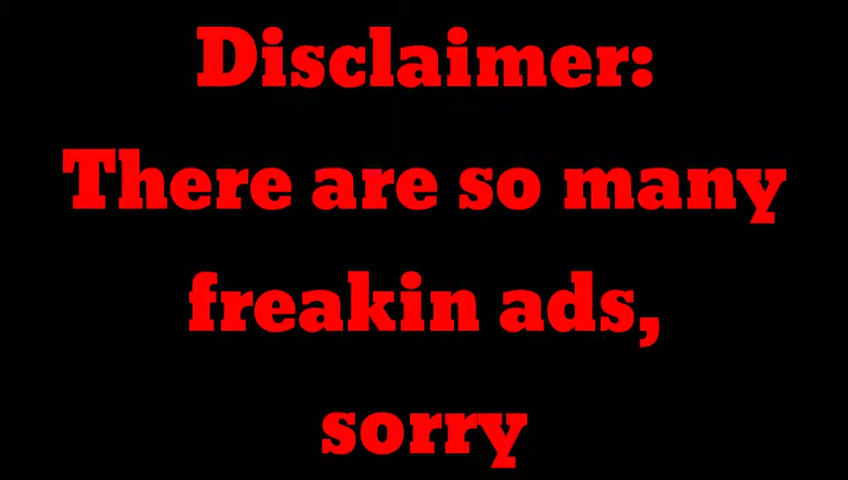 Disclaimer:
There are so many
freakin ads,
sorry